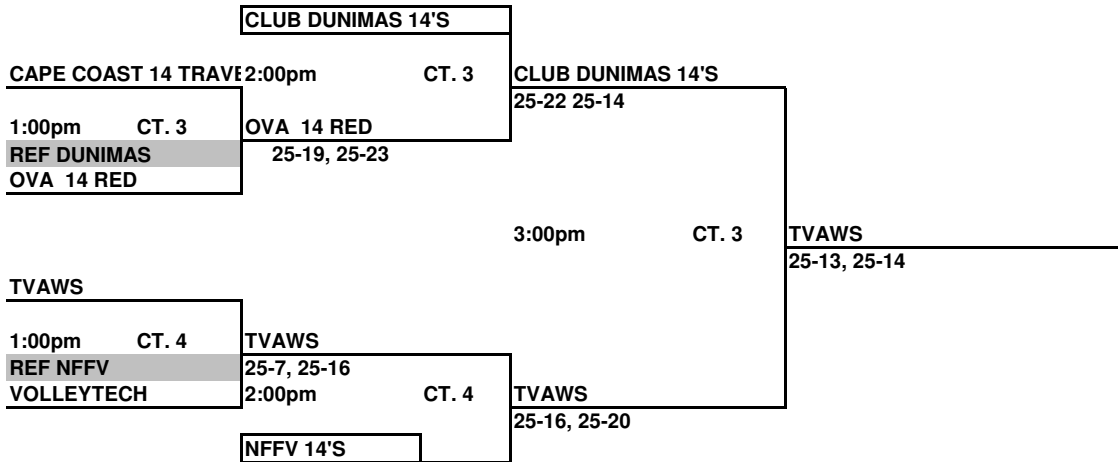 CLUB DUNIMAS 14'S
CAPE COAST 14 TRAVE 2:00pm CT. 3 CLUB DUNIMAS 14'S
25-22 25-14
1:00pm CT. 3 OVA 14 RED
REF DUNIMAS 25-19, 25-23
OVA 14 RED
3:00pm CT. 3 TVAWS
25-13, 25-14
TVAWS
1:00pm CT. 4 TVAWS
REF NFFV 25-7, 25-16
VOLLEYTECH 2:00pm CT. 4 TVAWS
25-16, 25-20
NFFV 14'S